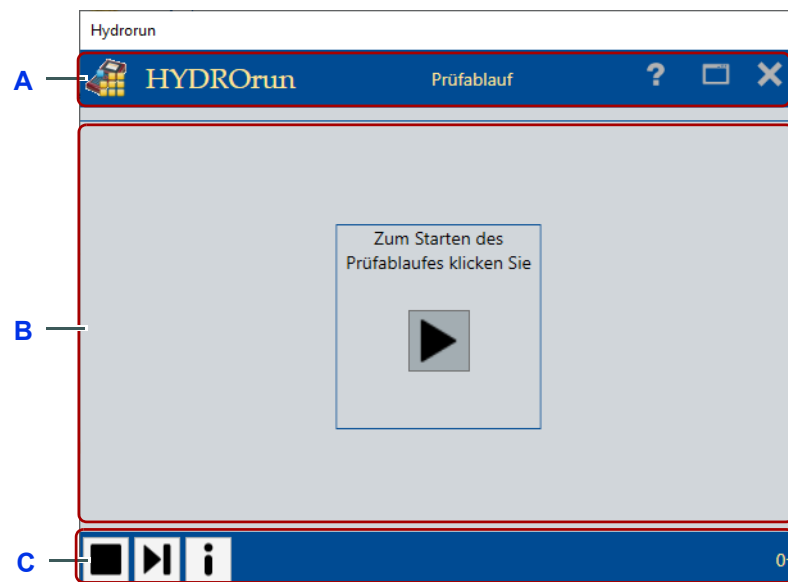 Hydrorun
A
HYDROrun
Prüfablauf
?
Zum Starten des
Prüfablaufes klicken Sie
B
C
i